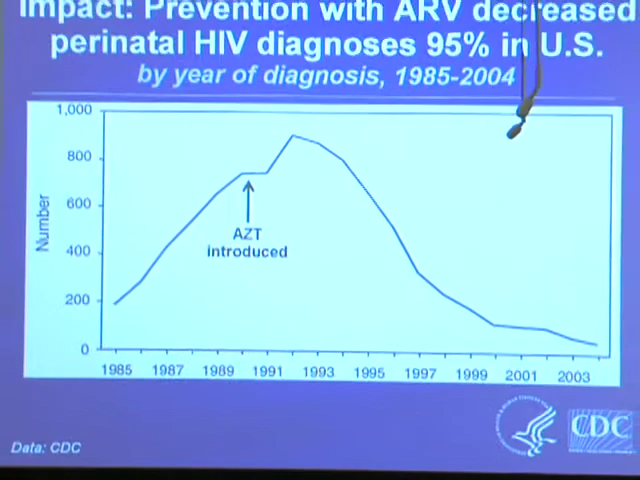 Impact: Prevention with ARV decreased
perinatal HIV diagnoses 95% in U.S.
by year of diagnosis, 1985-2004
1,000
800
600
400
200
0
Number
AZT
introduced
1985 1987 1989 1991 1993 1995 1997 1999 2001 2003
CDC
Data: CDC